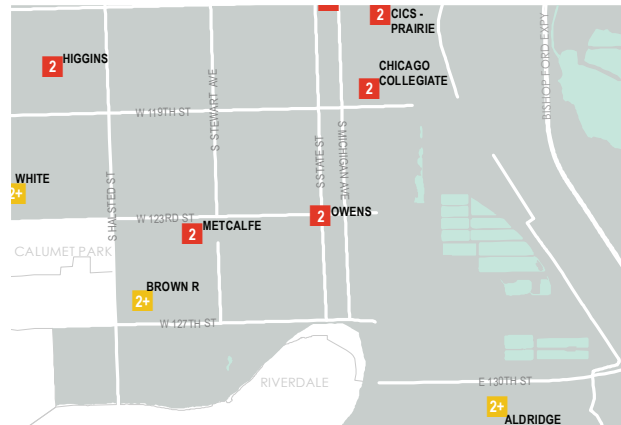 2
2
CICS -
PRAIRIE
2
HIGGINS
CHICAGO
COLLEGIATE
2
W 119TH ST
S STEWART AVE
S STATE ST
S MICHIGAN AVE
BISHOP FORD EXPY
S HALSTED ST
WHITE
2+
W 123RD ST
2
OWENS
2
METCALFE
CALUMET PARK
BROWN R
2+
W 127TH ST
RIVERDALE
E 130TH ST
2+
ALDRIDGE